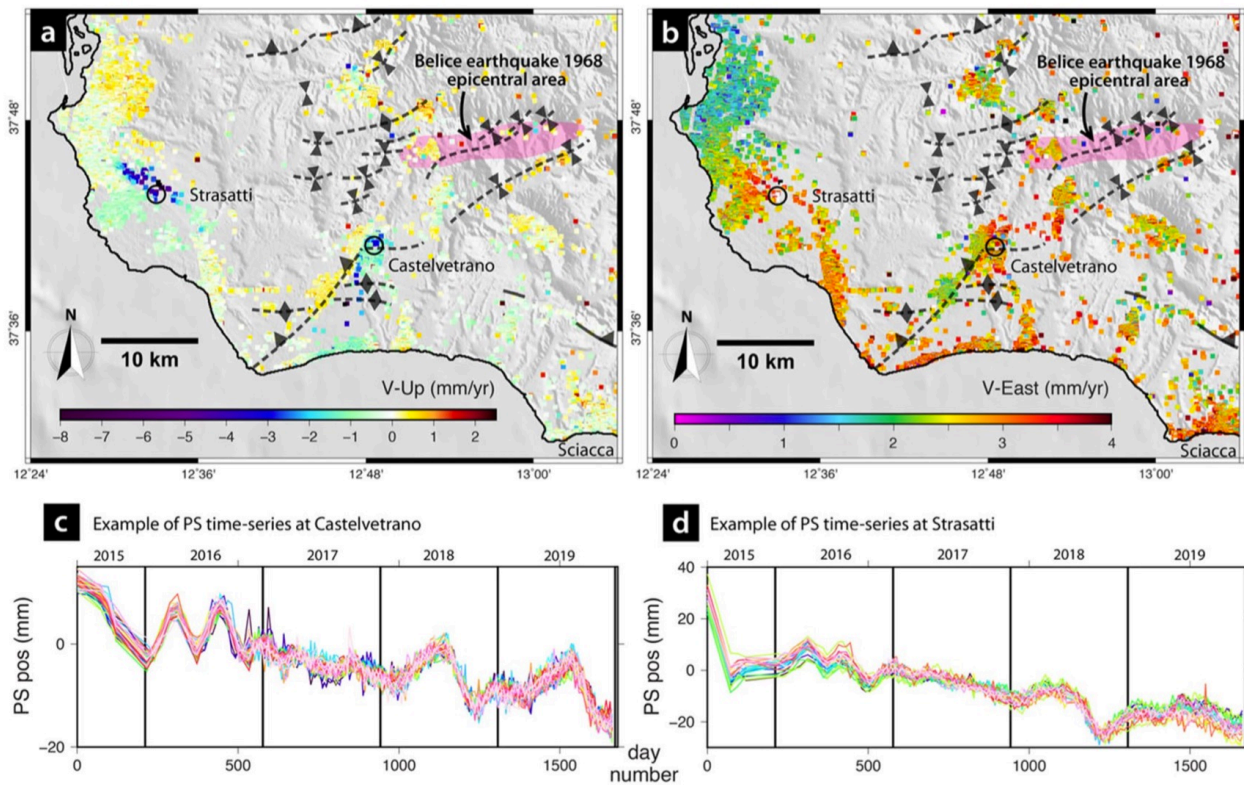 a
b
Belice earthquake 1968
epicentral area
Belice earthquake 1968
epicentral area
37˚48'
37˚48'
Strasatti
Strasatti
Castelvetrano
Castelvetrano
37˚36'
37˚36'
N
N
10 km
10 km
V-Up (mm/yr)
V-East (mm/yr)
−8 −7 −6 −5 −4 −3 −2 −1 0 1 2
0 1 2 3 4
Sciacca
Sciacca
12˚24' 12˚36' 12˚48' 13˚00'
12˚36' 12˚48' 13˚00'
c Example of PS time-series at Castelvetrano
2015 2016 2017 2018 2019
PS pos (mm)
0
−20
0 500 1000 1500
day
number
d Example of PS time-series at Strasatti
2015 2016 2017 2018 2019
PS pos (mm)
40
20
0
−20
0 500 1000 1500